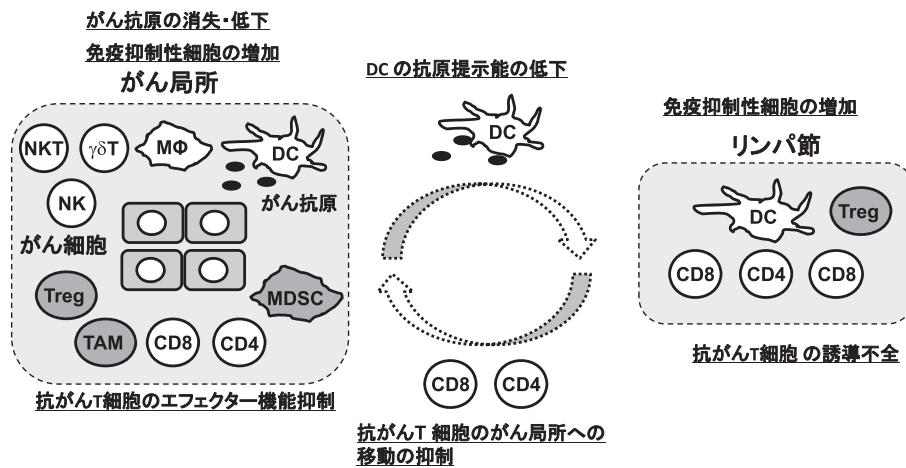 がん抗原の消失・低下
免疫抑制性細胞の増加
がん局所
NKT
γδT
MΦ
DC
NK
がん抗原
がん細胞
Treg
MDSC
TAM
CD8
CD4
抗がんT細胞のエフェクター機能抑制
DC の抗原提示能の低下
DC
CD8
CD4
抗がんT 細胞のがん局所への
移動の抑制
免疫抑制性細胞の増加
リンパ節
DC
Treg
CD8
CD4
CD8
抗がんT細胞 の誘導不全